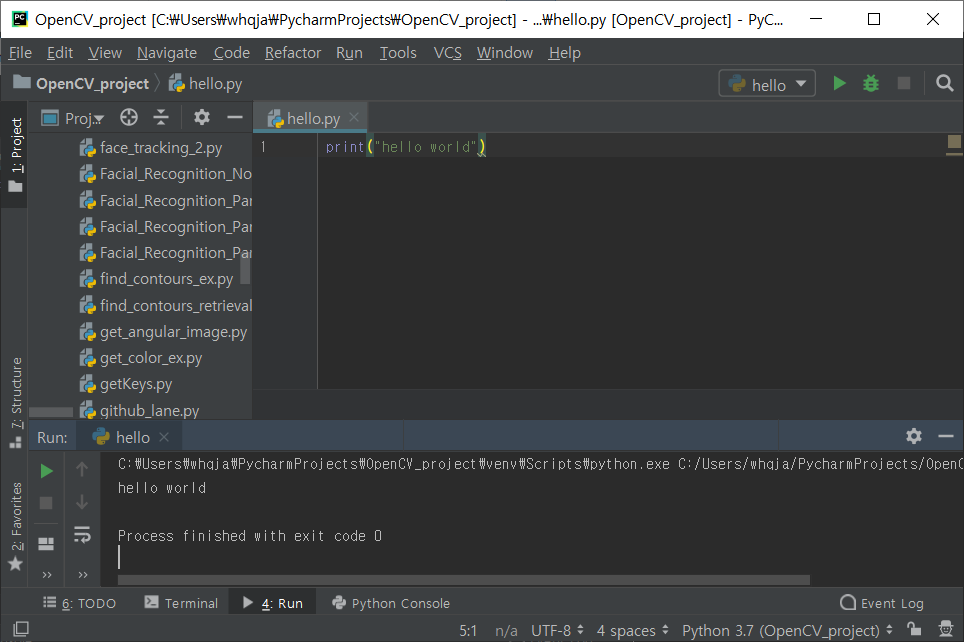 OpenCV_project [C:₩Users₩whqja₩PycharmProjects₩OpenCV_project] - ...₩hello.py [OpenCV_project] - PyC...
File Edit View Navigate Code Refactor Run Tools VCS Window Help
OpenCV_project hello.py hello
1: Project
Proj... hello.py
face_tracking_2.py
Facial_Recognition_No
Facial_Recognition_Par
Facial_Recognition_Par
Facial_Recognition_Par
find_contours_ex.py
find_contours_retrieval
get_angular_image.py
get_color_ex.py
getKeys.py
github_lane.py
1 print("hello world")
7: Structure
2: Favorites
Run: hello
C:₩Users₩whqja₩PycharmProjects₩OpenCV_project₩venv₩Scripts₩python.exe C:/Users/whqja/PycharmProjects/OpenC
hello world
Process finished with exit code 0
6: TODO Terminal 4: Run Python Console Event Log
5:1 n/a UTF-8 4 spaces Python 3.7 (OpenCV_project)